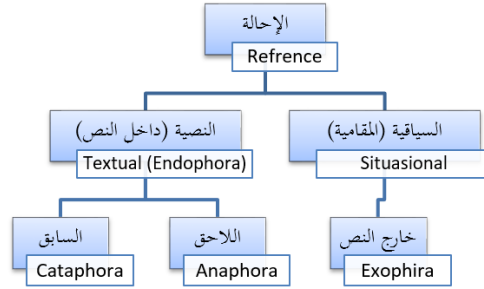 الإحالة
Refrence
النصية (داخل النص)
Textual (Endophora)
السياقية (المقامية)
Situasional
السابق
Cataphora
اللاحق
Anaphora
خارج النص
Exophira